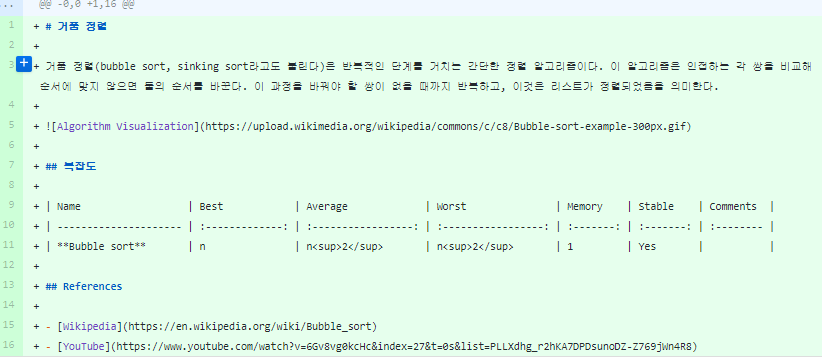 ... @@ -0,0 +1,16 @@
1 + # 거품 정렬
2 +
3 + 거품 정렬(bubble sort, sinking sort라고도 불린다)은 반복적인 단계를 거치는 간단한 정렬 알고리즘이다. 이 알고리즘은 인접하는 각 쌍을 비교해
순서에 맞지 않으면 둘의 순서를 바꾼다. 이 과정을 바꿔야 할 쌍이 없을 때까지 반복하고, 이것은 리스트가 정렬되었음을 의미한다.
4 +
5 + ![Algorithm Visualization](https://upload.wikimedia.org/wikipedia/commons/c/c8/Bubble-sort-example-300px.gif)
6 +
7 + ## 복잡도
8 +
9 + | Name | Best | Average | Worst | Memory | Stable | Comments |
10 + | --------------------- | :-------------: | :-----------------: | :-----------------: | :-------: | :-------: | :-------- |
11 + | **Bubble sort** | n | n<sup>2</sup> | n<sup>2</sup> | 1 | Yes | |
12 +
13 + ## References
14 +
15 + - [Wikipedia](https://en.wikipedia.org/wiki/Bubble_sort)
16 + - [YouTube](https://www.youtube.com/watch?v=6Gv8vg0kcHc&index=27&t=0s&list=PLLXdhg_r2hKA7DPDsunoDZ-Z769jWn4R8)